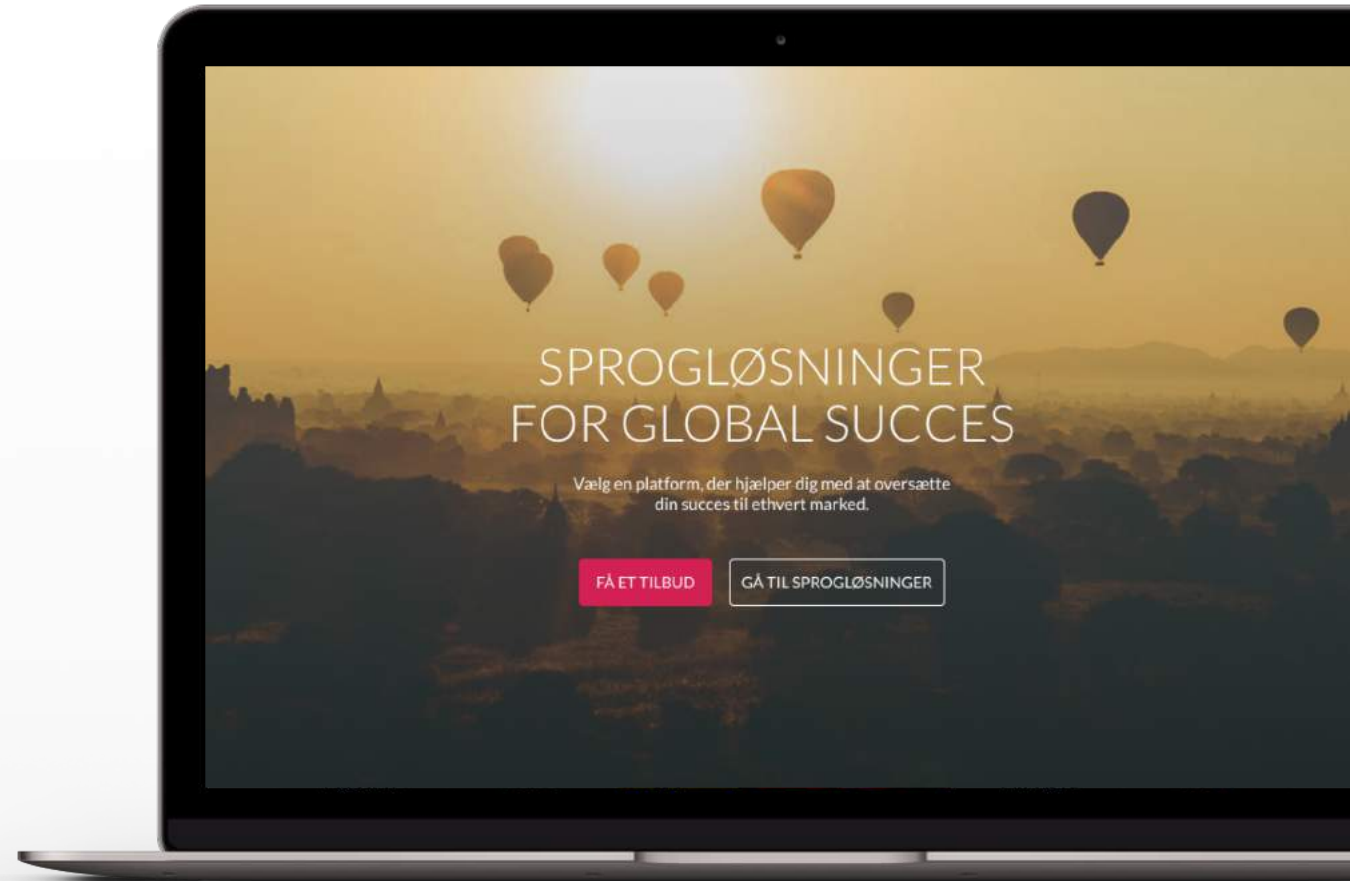 SPROGLØSNINGER
FOR GLOBAL SUCCES
Vælg en platform, der hjælper dig med at oversætte
din succes til ethvert marked.
FÅ ET TILBUD
GÅ TIL SPROGLØSNINGER